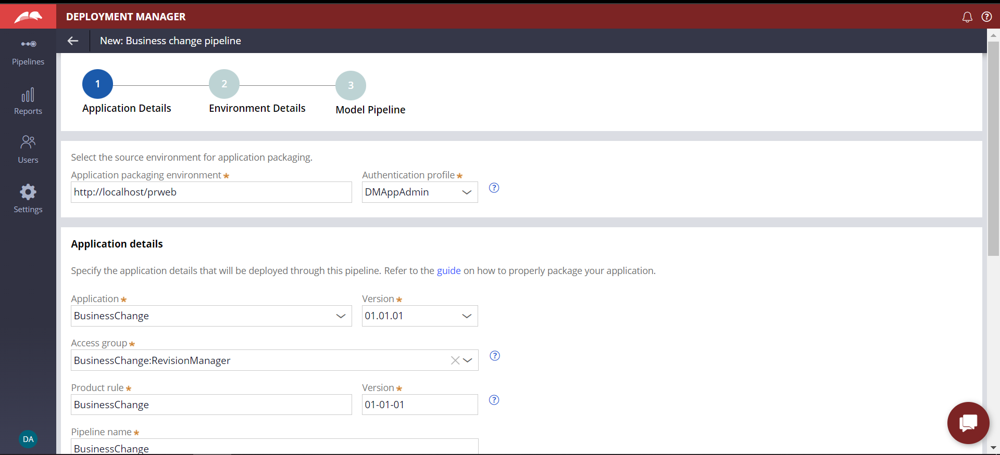 DEPLOYMENT MANAGER
?
New: Business change pipeline
Pipelines
Reports
Users
Settings
DA
1
2
3
Application Details
Environment Details
Model Pipeline
Select the source environment for application packaging.
Application packaging environment*
Authentication profile*
http://localhost/prweb
DMAppAdmin
?
Application details
Specify the application details that will be deployed through this pipeline. Refer to the guide on how to properly package your application.
Application*
Version*
BusinessChange
01.01.01
Access group*
BusinessChange:RevisionManager
?
Product rule*
Version*
BusinessChange
01-01-01
?
Pipeline name*
BusinessChange